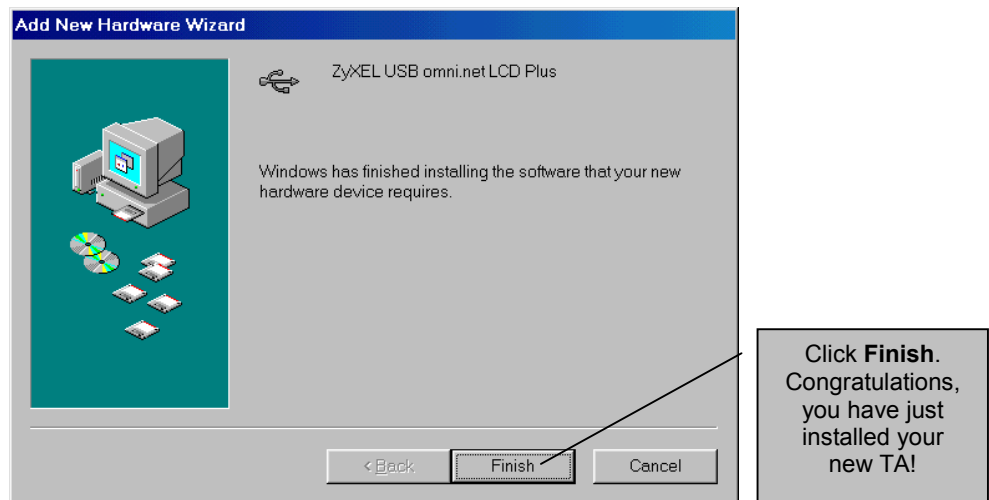 Add New Hardware Wizard
ZyXEL USB omni.net LCD Plus
Windows has finished installing the software that your new
hardware device requires.
< Back
Finish
Cancel
Click Finish.
Congratulations,
you have just
installed your
new TA!